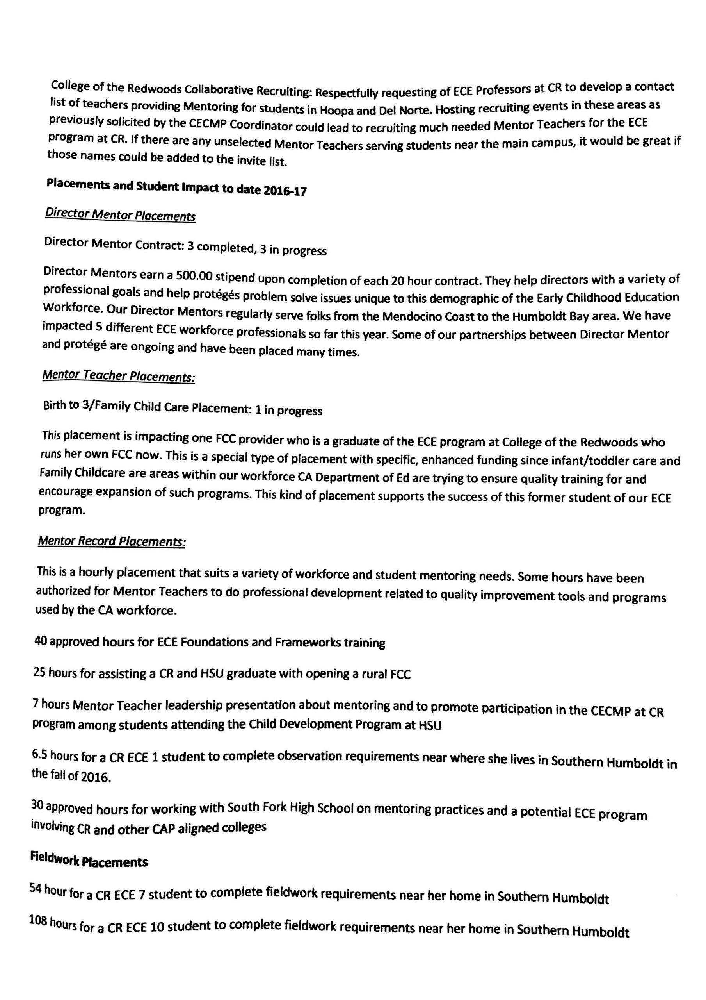 College of the Redwoods Collaborative Recruiting: Respectfully requesting of ECE Professors at CR to develop a contact
list of teachers providing Mentoring for students in Hoopa and Del Norte. Hosting recruiting events in these areas as
previously solicited by the CECMP Coordinator could lead to recruiting much needed Mentor Teachers for the ECE
program at CR. If there are any unselected Mentor Teachers serving students near the main campus, it would be great if
those names could be added to the invite list.
Placements and Student Impact to date 2016-17
Director Mentor Placements
Director Mentor Contract: 3 completed, 3 in progress
Director Mentors earn a 500.00 stipend upon completion of each 20 hour contract. They help directors with a variety of
professional goals and help protégés problem solve issues unique to this demographic of the Early Childhood Education
Workforce. Our Director Mentors regularly serve folks from the Mendocino Coast to the Humboldt Bay area. We have
impacted 5 different ECE workforce professionals so far this year. Some of our partnerships between Director Mentor
and protégé are ongoing and have been placed many times.
Mentor Teacher Placements:
Birth to 3/Family Child Care Placement: 1 in progress
This placement is impacting one FCC provider who is a graduate of the ECE program at College of the Redwoods who
runs her own FCC now. This is a special type of placement with specific, enhanced funding since infant/toddler care and
Family Childcare are areas within our workforce CA Department of Ed are trying to ensure quality training for and
encourage expansion of such programs. This kind of placement supports the success of this former student of our ECE
program.
Mentor Record Placements:
This is a hourly placement that suits a variety of workforce and student mentoring needs. Some hours have been
authorized for Mentor Teachers to do professional development related to quality improvement tools and programs
used by the CA workforce.
40 approved hours for ECE Foundations and Frameworks training
25 hours for assisting a CR and HSU graduate with opening a rural FCC
7 hours Mentor Teacher leadership presentation about mentoring and to promote participation in the CECMP at CR
program among students attending the Child Development Program at HSU
6.5 hours for a CR ECE 1 student to complete observation requirements near where she lives in Southern Humboldt in
the fall of 2016.
30 approved hours for working with South Fork High School on mentoring practices and a potential ECE program
involving CR and other CAP aligned colleges
Fieldwork Placements
54 hour for a CR ECE 7 student to complete fieldwork requirements near her home in Southern Humboldt
108 hours for a CR ECE 10 student to complete fieldwork requirements near her home in Southern Humboldt